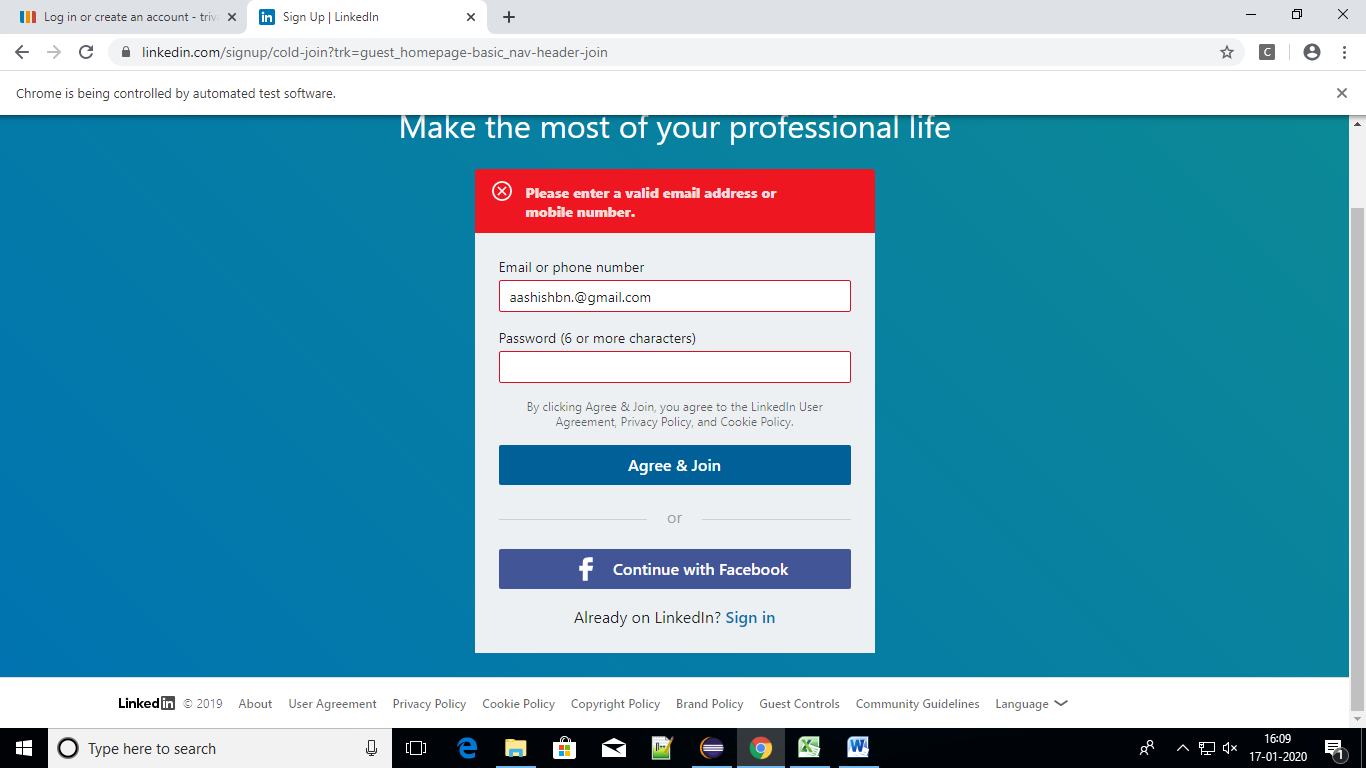 Log in or create an account - triv
Sign Up | LinkedIn
linkedin.com/signup/cold-join?trk=guest_homepage-basic_nav-header-join
C
Chrome is being controlled by automated test software.
Make the most of your professional life
Please enter a valid email address or
mobile number.
Email or phone number
aashishbn.@gmail.com
Password (6 or more characters)
By clicking Agree & Join, you agree to the LinkedIn User
Agreement, Privacy Policy, and Cookie Policy.
Agree & Join
or
Continue with Facebook
Already on LinkedIn? Sign in
LinkedIn © 2019 About User Agreement Privacy Policy Cookie Policy Copyright Policy Brand Policy Guest Controls Community Guidelines Language
Type here to search
16:09
17-01-2020
1